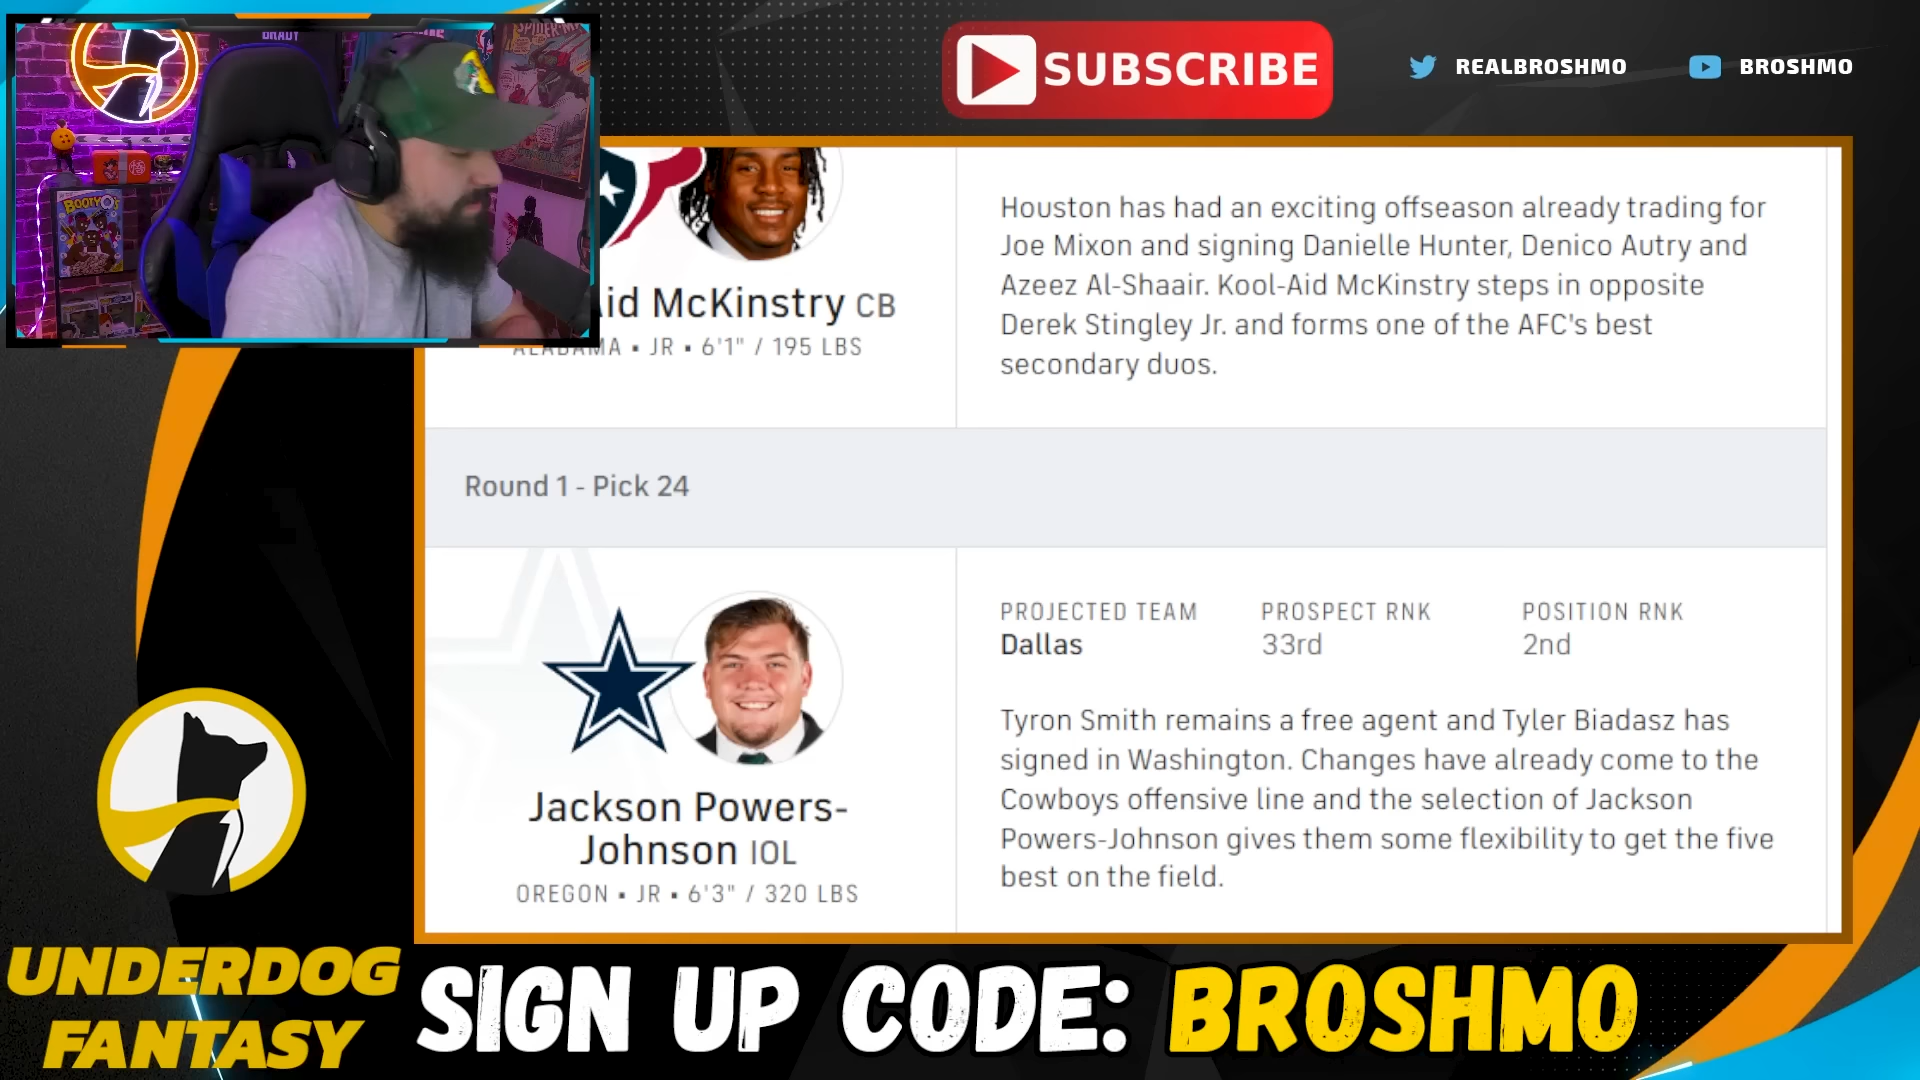 BRADY
SPIDER-MAN
BOOTY O's
SUBSCRIBE
REALBROSHMO
BROSHMO
Aid McKinstry CB
ALABAMA ▪ JR ▪ 6'1" / 195 LBS
Houston has had an exciting offseason already trading for
Joe Mixon and signing Danielle Hunter, Denico Autry and
Azeez Al-Shaair. Kool-Aid McKinstry steps in opposite
Derek Stingley Jr. and forms one of the AFC's best
secondary duos.
Round 1 - Pick 24
PROJECTED TEAM PROSPECT RNK POSITION RNK
Dallas 33rd 2nd
Tyron Smith remains a free agent and Tyler Biadasz has
signed in Washington. Changes have already come to the
Cowboys offensive line and the selection of Jackson
Powers-Johnson gives them some flexibility to get the five
best on the field.
Jackson Powers-
Johnson IOL
OREGON ▪ JR ▪ 6'3" / 320 LBS
UNDERDOG
FANTASY
SIGN UP CODE: BROSHMO